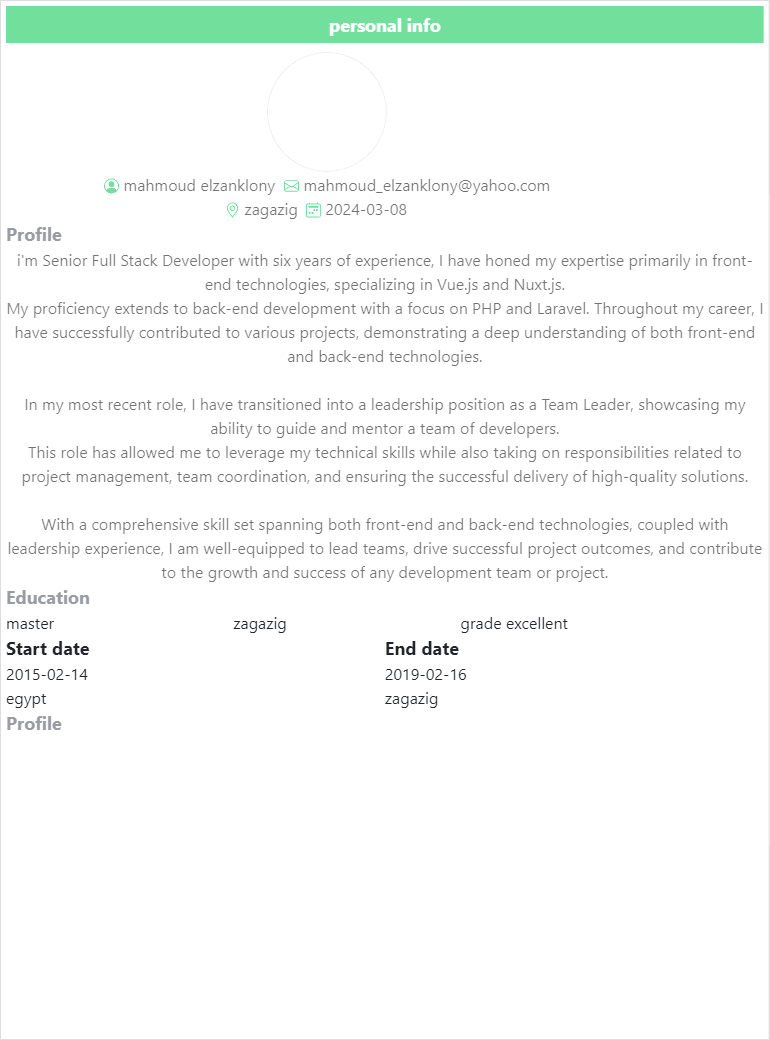 personal info
mahmoud elzanklony mahmoud_elzanklony@yahoo.com
zagazig 2024-03-08
Profile
i'm Senior Full Stack Developer with six years of experience, I have honed my expertise primarily in front-
end technologies, specializing in Vue.js and Nuxt.js.
My proficiency extends to back-end development with a focus on PHP and Laravel. Throughout my career, I
have successfully contributed to various projects, demonstrating a deep understanding of both front-end
and back-end technologies.
In my most recent role, I have transitioned into a leadership position as a Team Leader, showcasing my
ability to guide and mentor a team of developers.
This role has allowed me to leverage my technical skills while also taking on responsibilities related to
project management, team coordination, and ensuring the successful delivery of high-quality solutions.
With a comprehensive skill set spanning both front-end and back-end technologies, coupled with
leadership experience, I am well-equipped to lead teams, drive successful project outcomes, and contribute
to the growth and success of any development team or project.
Education
master zagazig grade excellent
Start date End date
2015-02-14 2019-02-16
egypt zagazig
Profile